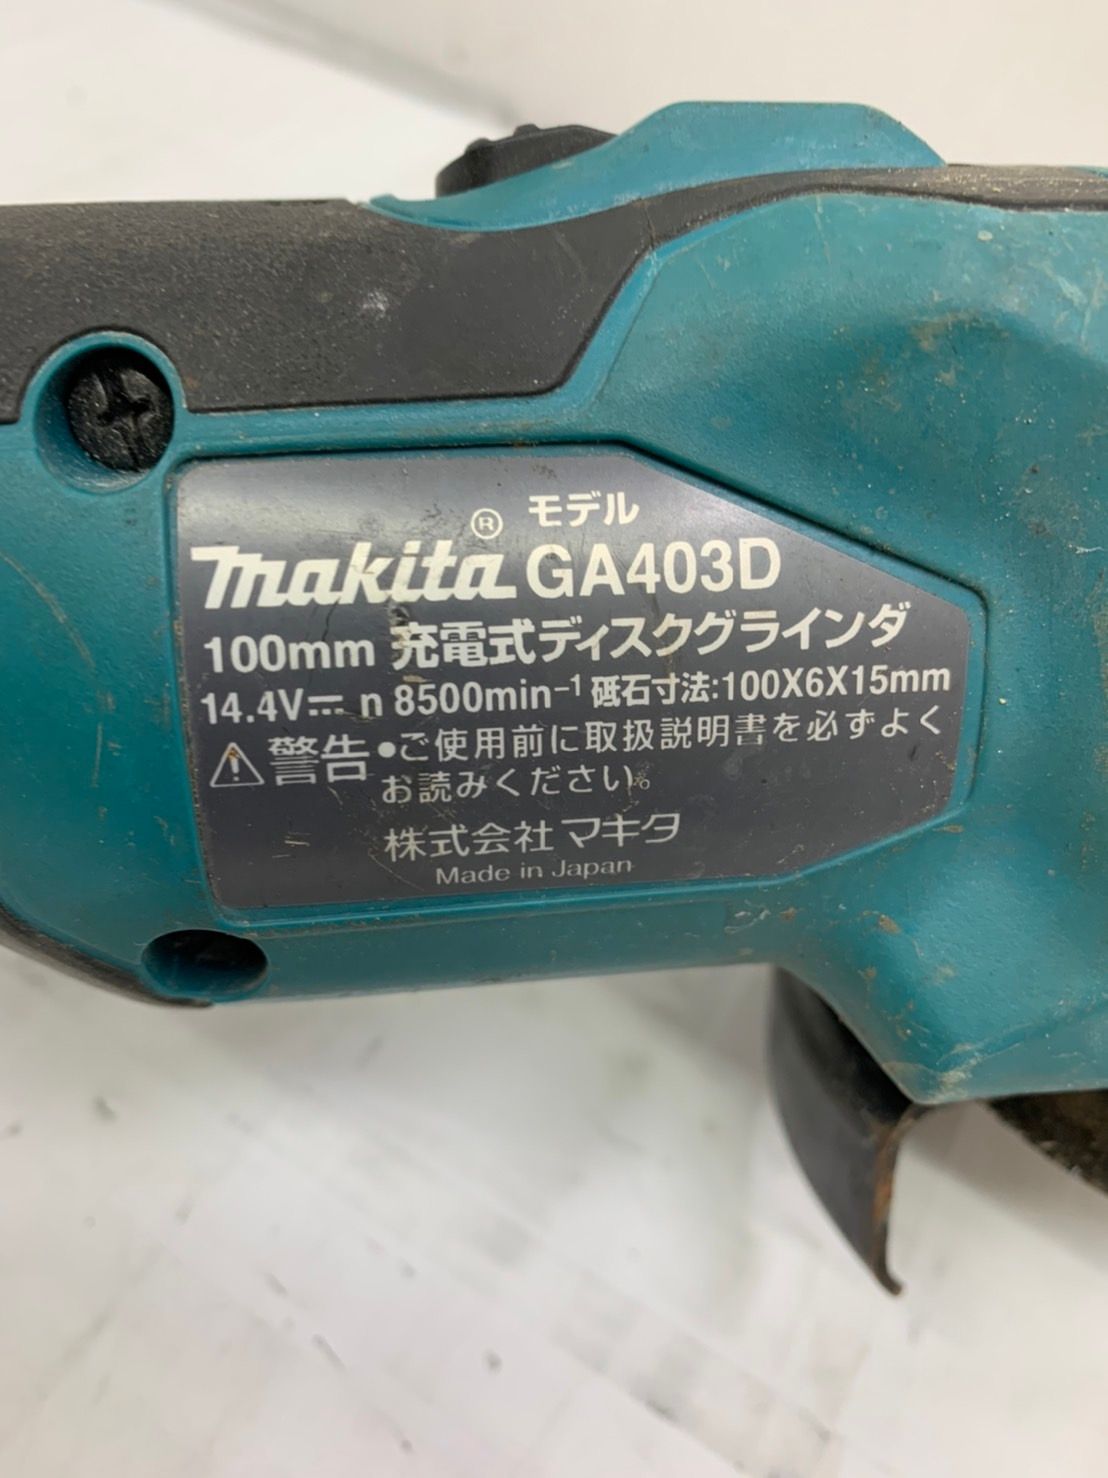 ® モデル
makita GA403D
100mm 充電式ディスクグラインダ
14.4V⎓ n 8500min⁻¹ 砥石寸法:100X6X15mm
⚠警告 ●ご使用前に取扱説明書を必ずよく
お読みください。
株式会社マキタ
Made in Japan